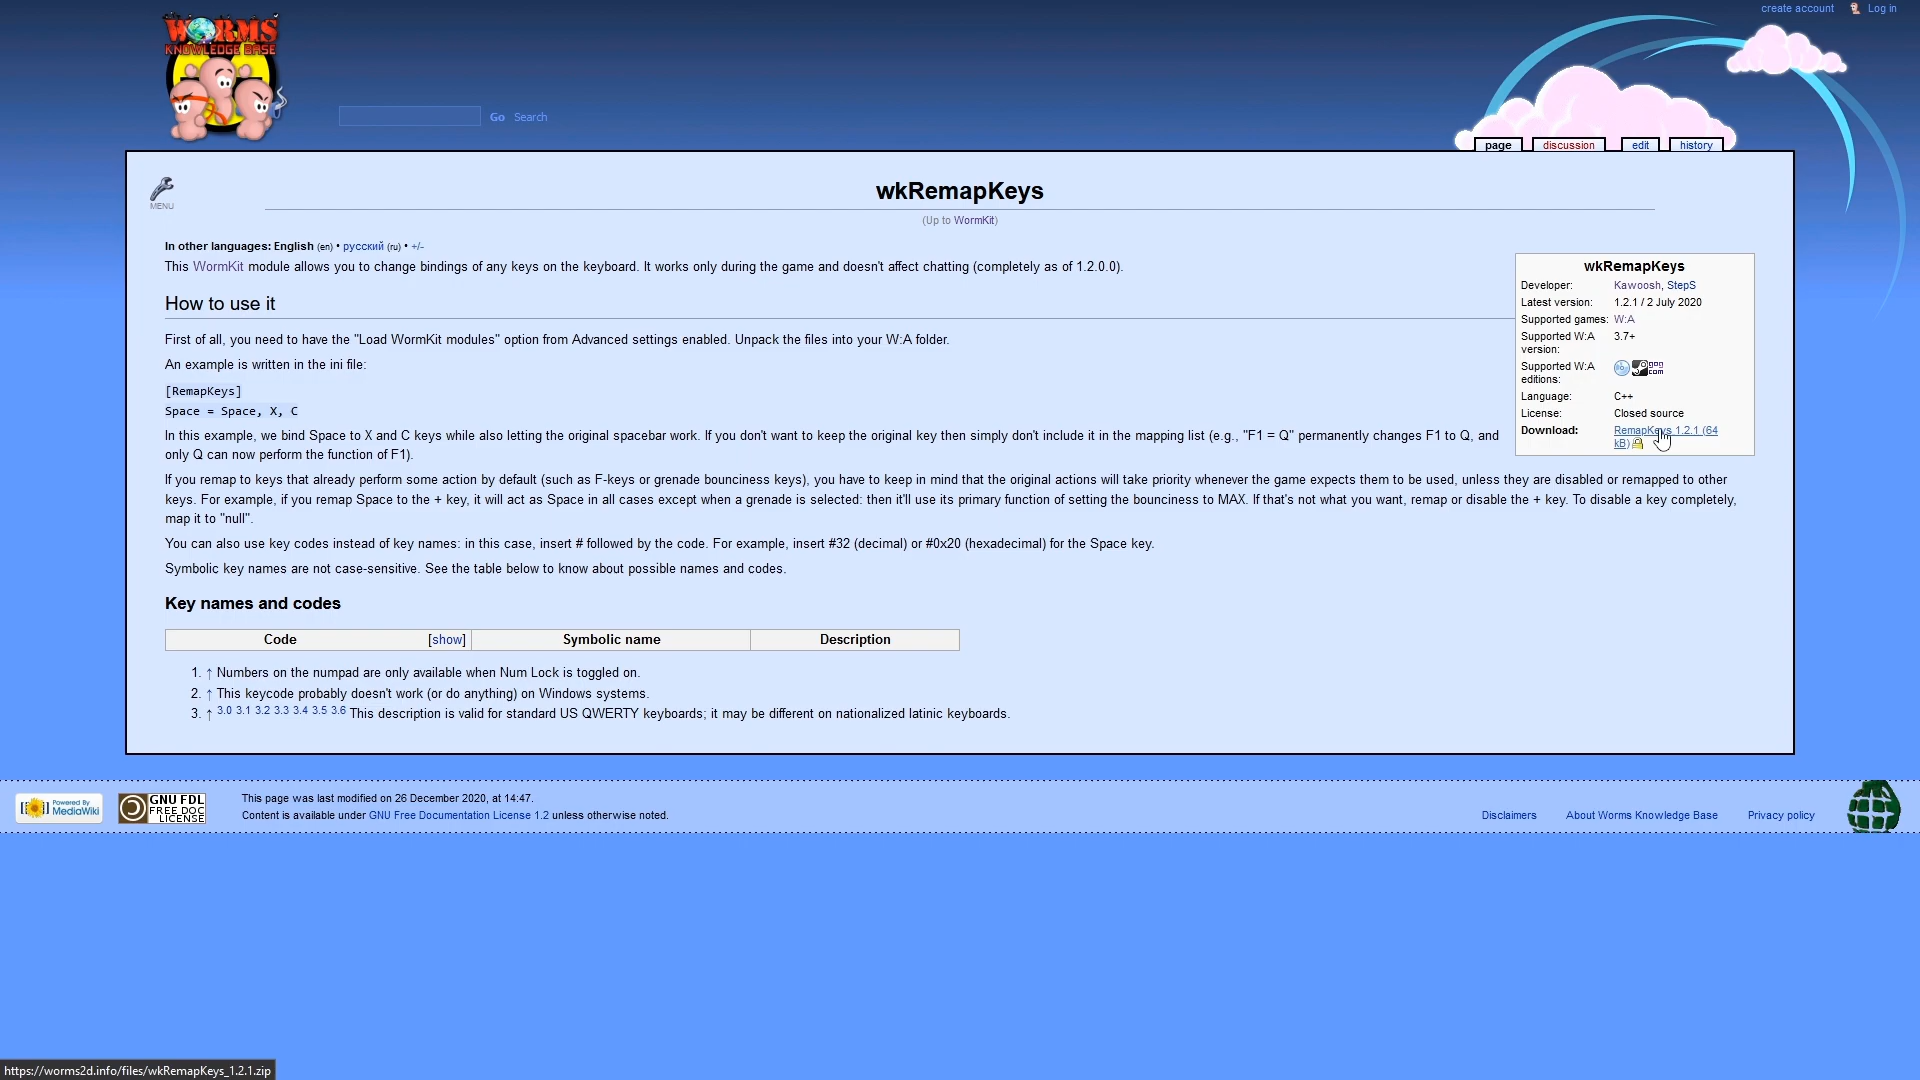 create account
Log in
WORMS
KNOWLEDGE BASE
Go
Search
page
discussion
edit
history
MENU
wkRemapKeys
(Up to WormKit)
In other languages: English (en) • русский (ru) • +/-
This WormKit module allows you to change bindings of any keys on the keyboard. It works only during the game and doesn't affect chatting (completely as of 1.2.0.0).
How to use it
First of all, you need to have the "Load WormKit modules" option from Advanced settings enabled. Unpack the files into your W:A folder.
An example is written in the ini file:
[RemapKeys]
Space = Space, X, C
In this example, we bind Space to X and C keys while also letting the original spacebar work. If you don't want to keep the original key then simply don't include it in the mapping list (e.g., "F1 = Q" permanently changes F1 to Q, and
only Q can now perform the function of F1).
wkRemapKeys
Developer: Kawoosh, StepS
Latest version: 1.2.1 / 2 July 2020
Supported games: W:A
Supported W:A 3.7+
version:
Supported W:A gog
editions: com
Language: C++
License: Closed source
Download: RemapKeys 1.2.1 (64
kB)
If you remap to keys that already perform some action by default (such as F-keys or grenade bounciness keys), you have to keep in mind that the original actions will take priority whenever the game expects them to be used, unless they are disabled or remapped to other
keys. For example, if you remap Space to the + key, it will act as Space in all cases except when a grenade is selected: then it'll use its primary function of setting the bounciness to MAX. If that's not what you want, remap or disable the + key. To disable a key completely,
map it to "null".
You can also use key codes instead of key names: in this case, insert # followed by the code. For example, insert #32 (decimal) or #0x20 (hexadecimal) for the Space key.
Symbolic key names are not case-sensitive. See the table below to know about possible names and codes.
Key names and codes
Code [show] Symbolic name Description
1. ↑ Numbers on the numpad are only available when Num Lock is toggled on.
2. ↑ This keycode probably doesn't work (or do anything) on Windows systems.
3. ↑ 3.0 3.1 3.2 3.3 3.4 3.5 3.6 This description is valid for standard US QWERTY keyboards; it may be different on nationalized latinic keyboards.
Powered By
MediaWiki
GNU FDL
FREE DOC
LICENSE
This page was last modified on 26 December 2020, at 14:47.
Content is available under GNU Free Documentation License 1.2 unless otherwise noted.
Disclaimers
About Worms Knowledge Base
Privacy policy
https://worms2d.info/files/wkRemapKeys_1.2.1.zip